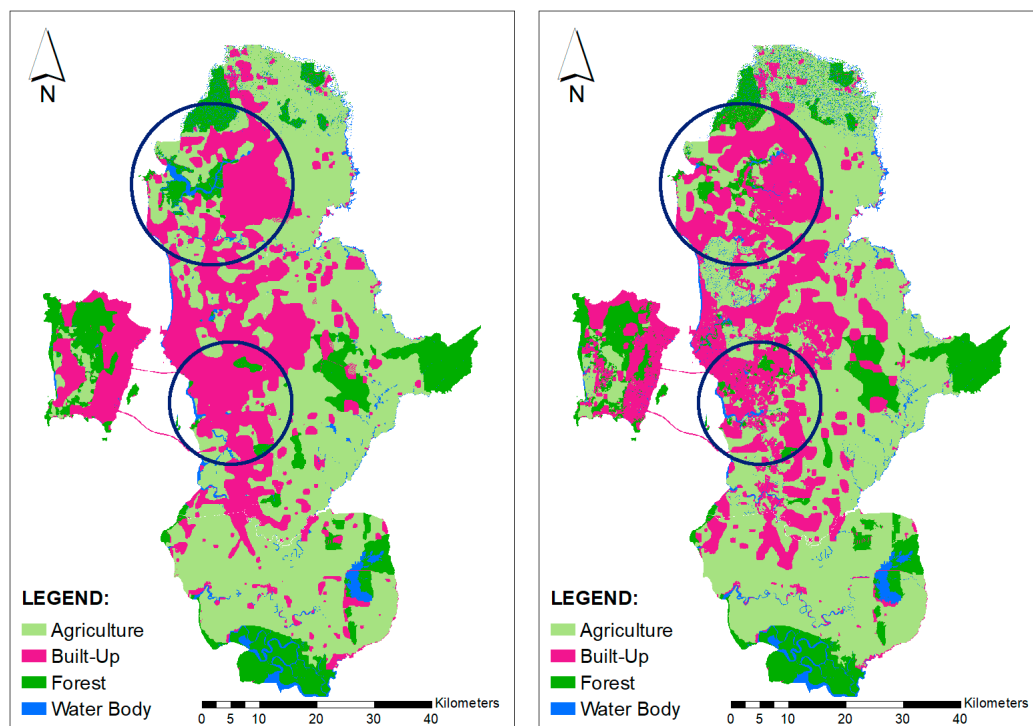 N
LEGEND:
Agriculture
Built-Up
Forest
Water Body
Kilometers
0 5 10 20 30 40
N
LEGEND:
Agriculture
Built-Up
Forest
Water Body
Kilometers
0 5 10 20 30 40